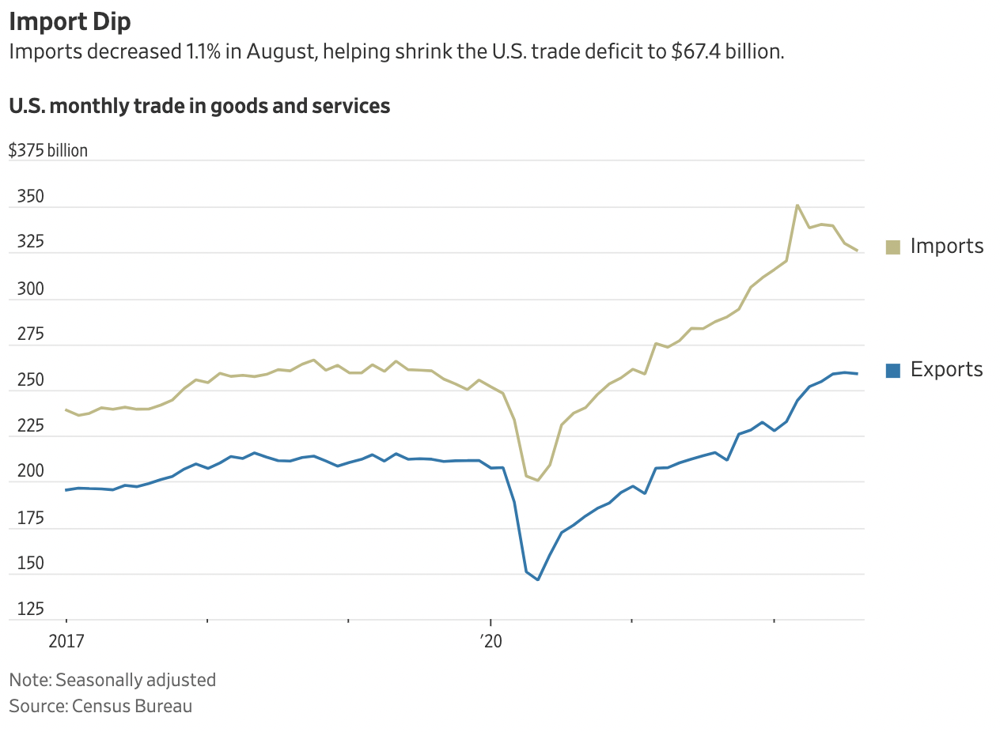 Import Dip
Imports decreased 1.1% in August, helping shrink the U.S. trade deficit to $67.4 billion.
U.S. monthly trade in goods and services
$375 billion
350
325
Imports
300
275
Exports
250
225
200
175
150
125
2017
’20
Note: Seasonally adjusted
Source: Census Bureau